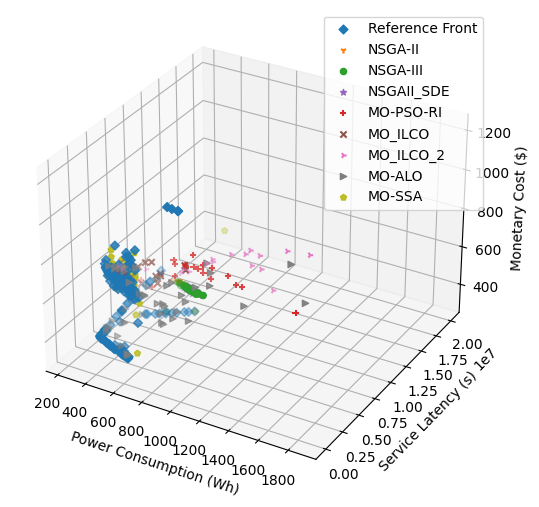 Reference Front
NSGA-II
NSGA-III
NSGAII_SDE
MO-PSO-RI
MO_ILCO
MO_ILCO_2
MO-ALO
MO-SSA
1200
1000
800
600
400
Monetary Cost ($)
2.00
1.75
1.50
1.25
1.00
0.75
0.50
0.25
0.00
1e7
Service Latency (s)
200
400
600
800
1000
1200
1400
1600
1800
Power Consumption (Wh)